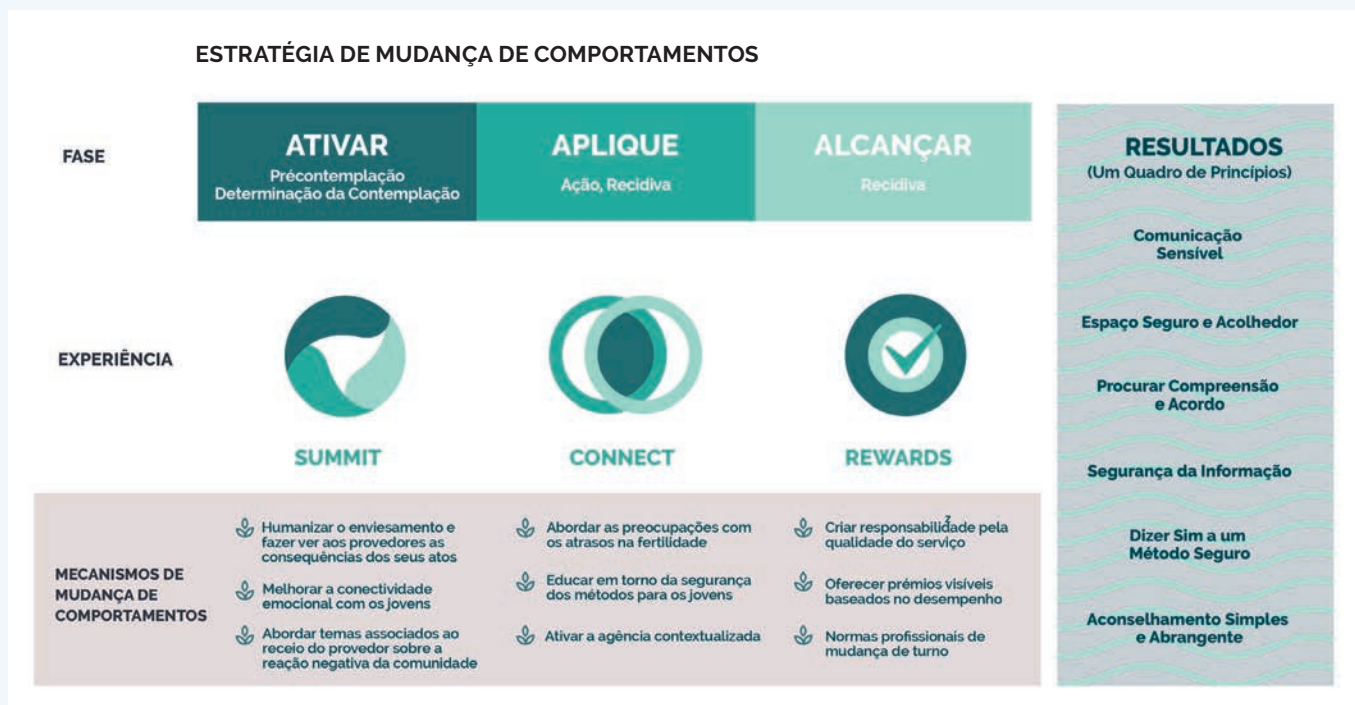 ESTRATÉGIA DE MUDANÇA DE COMPORTAMENTOS
FASE
ATIVAR
Précontemplação
Determinação da Contemplação
APLIQUE
Ação, Recidiva
ALCANÇAR
Recidiva
EXPERIÊNCIA
SUMMIT
CONNECT
REWARDS
MECANISMOS DE
MUDANÇA DE
COMPORTAMENTOS
Humanizar o enviesamento e
fazer ver aos provedores as
consequências dos seus atos
Melhorar a conectividade
emocional com os jovens
Abordar temas associados ao
receio do provedor sobre a
reação negativa da comunidade
Abordar as preocupações com
os atrasos na fertilidade
Educar em torno da segurança
dos métodos para os jovens
Ativar a agência contextualizada
z
Criar responsabilidade pela
qualidade do serviço
Oferecer prémios visíveis
baseados no desempenho
Normas profissionais de
mudança de turno
RESULTADOS
(Um Quadro de Princípios)
Comunicação
Sensível
Espaço Seguro e Acolhedor
Procurar Compreensão
e Acordo
Segurança da Informação
Dizer Sim a um
Método Seguro
Aconselhamento Simples
e Abrangente